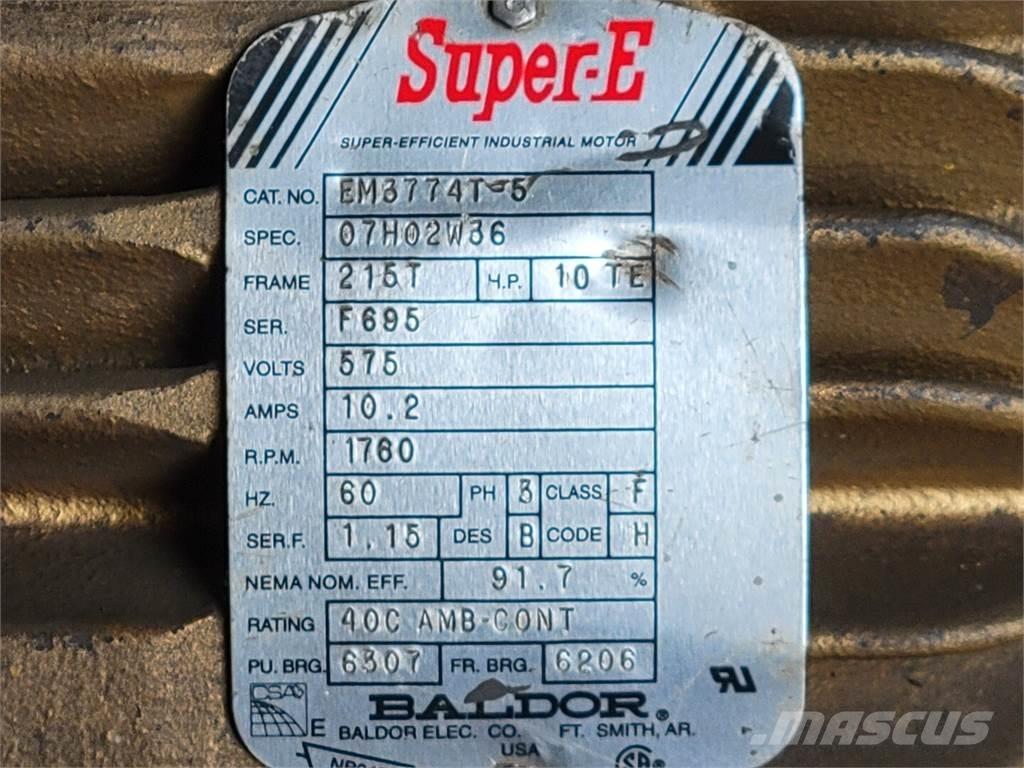 Super-E
SUPER-EFFICIENT INDUSTRIAL MOTOR
CAT. NO. EM3774T-5
SPEC. 07H02W36
FRAME 215T H.P. 10 TE
SER. F695
VOLTS 575
AMPS 10.2
R.P.M. 1760
HZ. 60 PH 3 CLASS F
SER.F. 1.15 DES B CODE H
NEMA NOM. EFF. 91.7 %
RATING 40C AMB-CONT
PU. BRG. 6307 FR. BRG. 6206
CSA
E
BALDOR®
BALDOR ELEC. CO. FT. SMITH, AR.
USA
SA
MASCUS